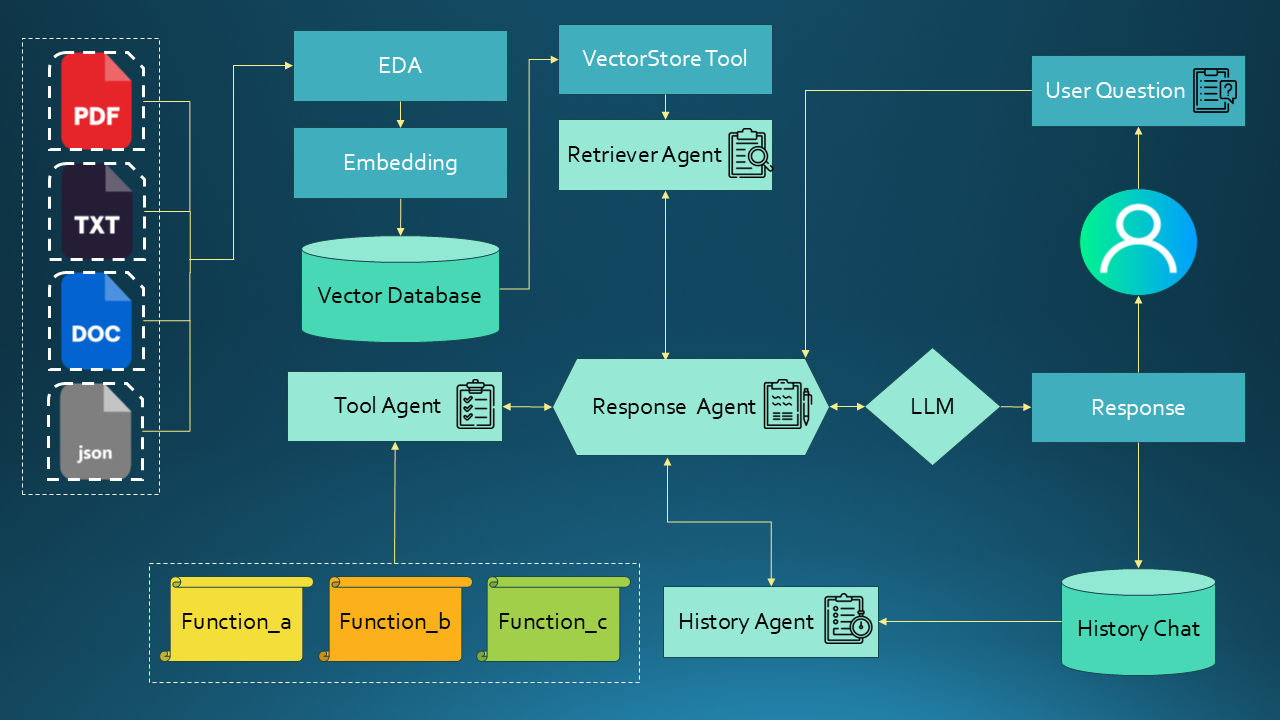 PDF
TXT
DOC
json
EDA
Embedding
Vector Database
VectorStore Tool
Retriever Agent
User Question
?
Tool Agent
Response Agent
LLM
Response
Function_a
Function_b
Function_c
History Agent
History Chat